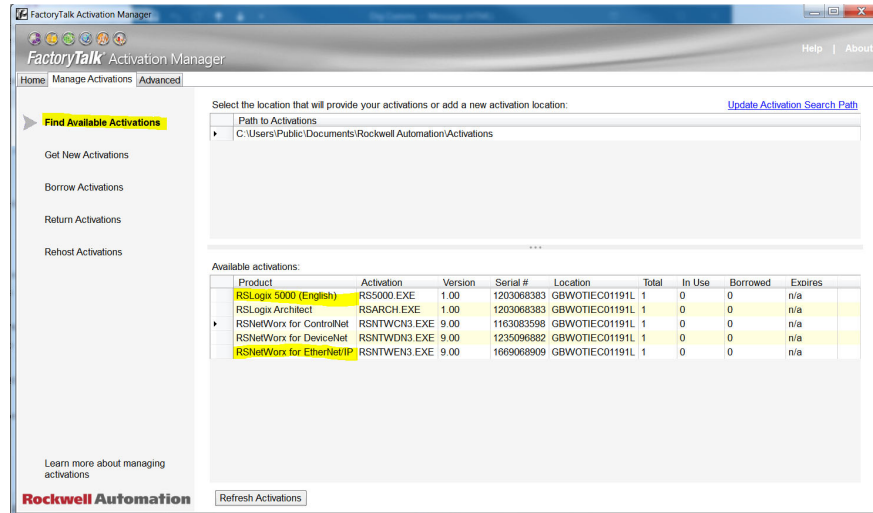 FactoryTalk Activation Manager
FactoryTalk Activation Manager
Help | About
Home Manage Activations Advanced
Find Available Activations
Get New Activations
Borrow Activations
Return Activations
Rehost Activations
Learn more about managing
activations
Rockwell Automation
Select the location that will provide your activations or add a new activation location:
Update Activation Search Path
Path to Activations
C:\Users\Public\Documents\Rockwell Automation\Activations
Available activations:
Product Activation Version Serial # Location Total In Use Borrowed Expires
RSLogix 5000 (English) RS5000.EXE 1.00 1203068383 GBWOTIEC01191L 1 0 0 n/a
RSLogix Architect RSARCH.EXE 1.00 1203068383 GBWOTIEC01191L 1 0 0 n/a
RSNetWorx for ControlNet RSNTWCN3.EXE 9.00 1163083598 GBWOTIEC01191L 1 0 0 n/a
RSNetWorx for DeviceNet RSNTWDN3.EXE 9.00 1235096882 GBWOTIEC01191L 1 0 0 n/a
RSNetWorx for EtherNet/IP RSNTWEN3.EXE 9.00 1669068909 GBWOTIEC01191L 1 0 0 n/a
Refresh Activations